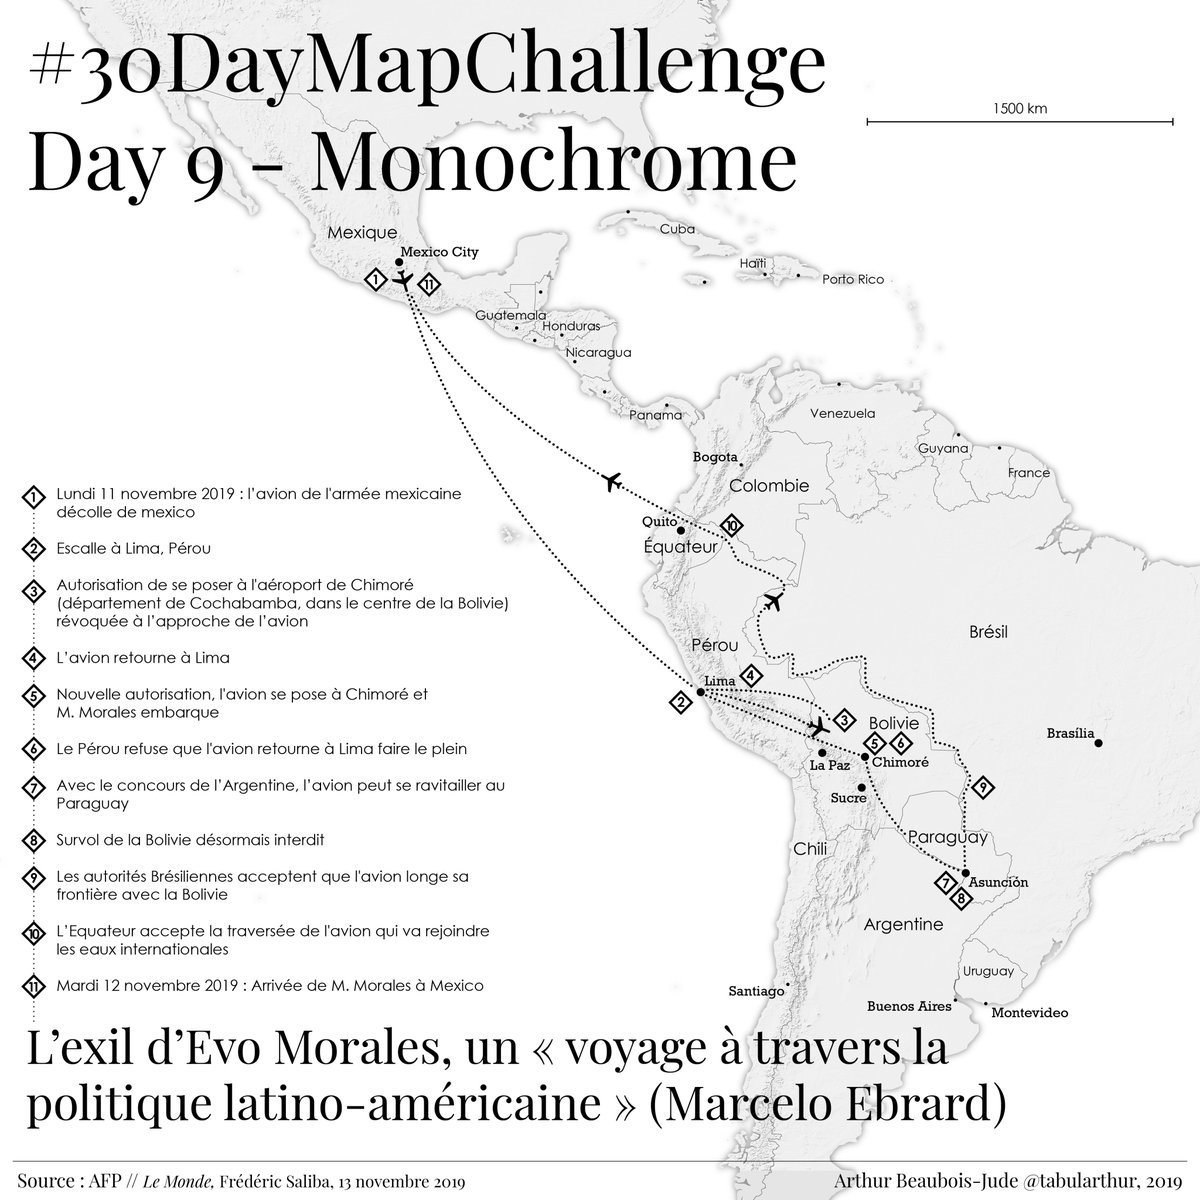 #30DayMapChallenge
Day 9 - Monochrome
1500 km
Mexique
Mexico City
1
11
Cuba
Haïti
Porto Rico
Guatemala
Honduras
Nicaragua
Panama
Venezuela
Guyana
France
Bogota
Colombie
Quito
10
Équateur
Brésil
Pérou
Lima
4
2
3
Bolivie
5
6
Chimoré
La Paz
Sucre
Brasília
9
Paraguay
Chili
7
8
Asunción
Argentine
Uruguay
Santiago
Buenos Aires
Montevideo
1 Lundi 11 novembre 2019 : l’avion de l'armée mexicaine
décolle de mexico
2 Escalle à Lima, Pérou
3 Autorisation de se poser à l'aéroport de Chimoré
(département de Cochabamba, dans le centre de la Bolivie)
révoquée à l’approche de l’avion
4 L’avion retourne à Lima
5 Nouvelle autorisation, l'avion se pose à Chimoré et
M. Morales embarque
6 Le Pérou refuse que l'avion retourne à Lima faire le plein
7 Avec le concours de l’Argentine, l’avion peut se ravitailler au
Paraguay
8 Survol de la Bolivie désormais interdit
9 Les autorités Brésiliennes acceptent que l'avion longe sa
frontière avec la Bolivie
10 L’Equateur accepte la traversée de l'avion qui va rejoindre
les eaux internationales
11 Mardi 12 novembre 2019 : Arrivée de M. Morales à Mexico
L’exil d’Evo Morales, un « voyage à travers la
politique latino-américaine » (Marcelo Ebrard)
Source : AFP // Le Monde, Frédéric Saliba, 13 novembre 2019
Arthur Beaubois-Jude @tabularthur, 2019